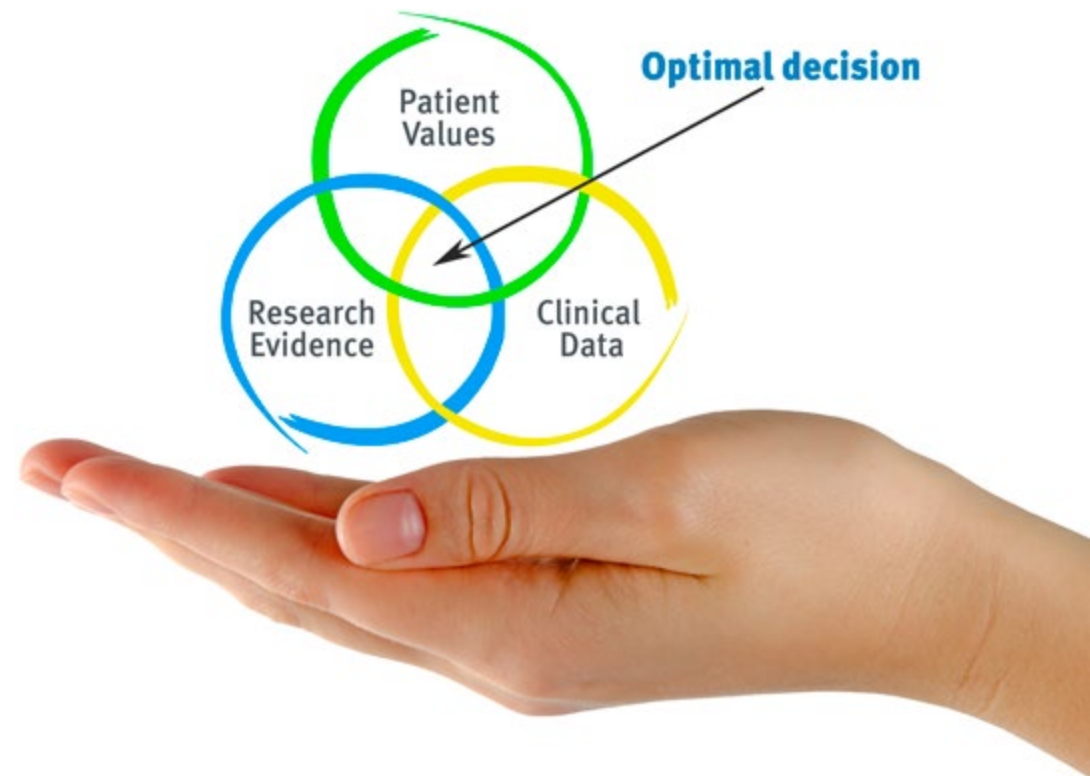 Optimal decision
Patient
Values
Research
Evidence
Clinical
Data